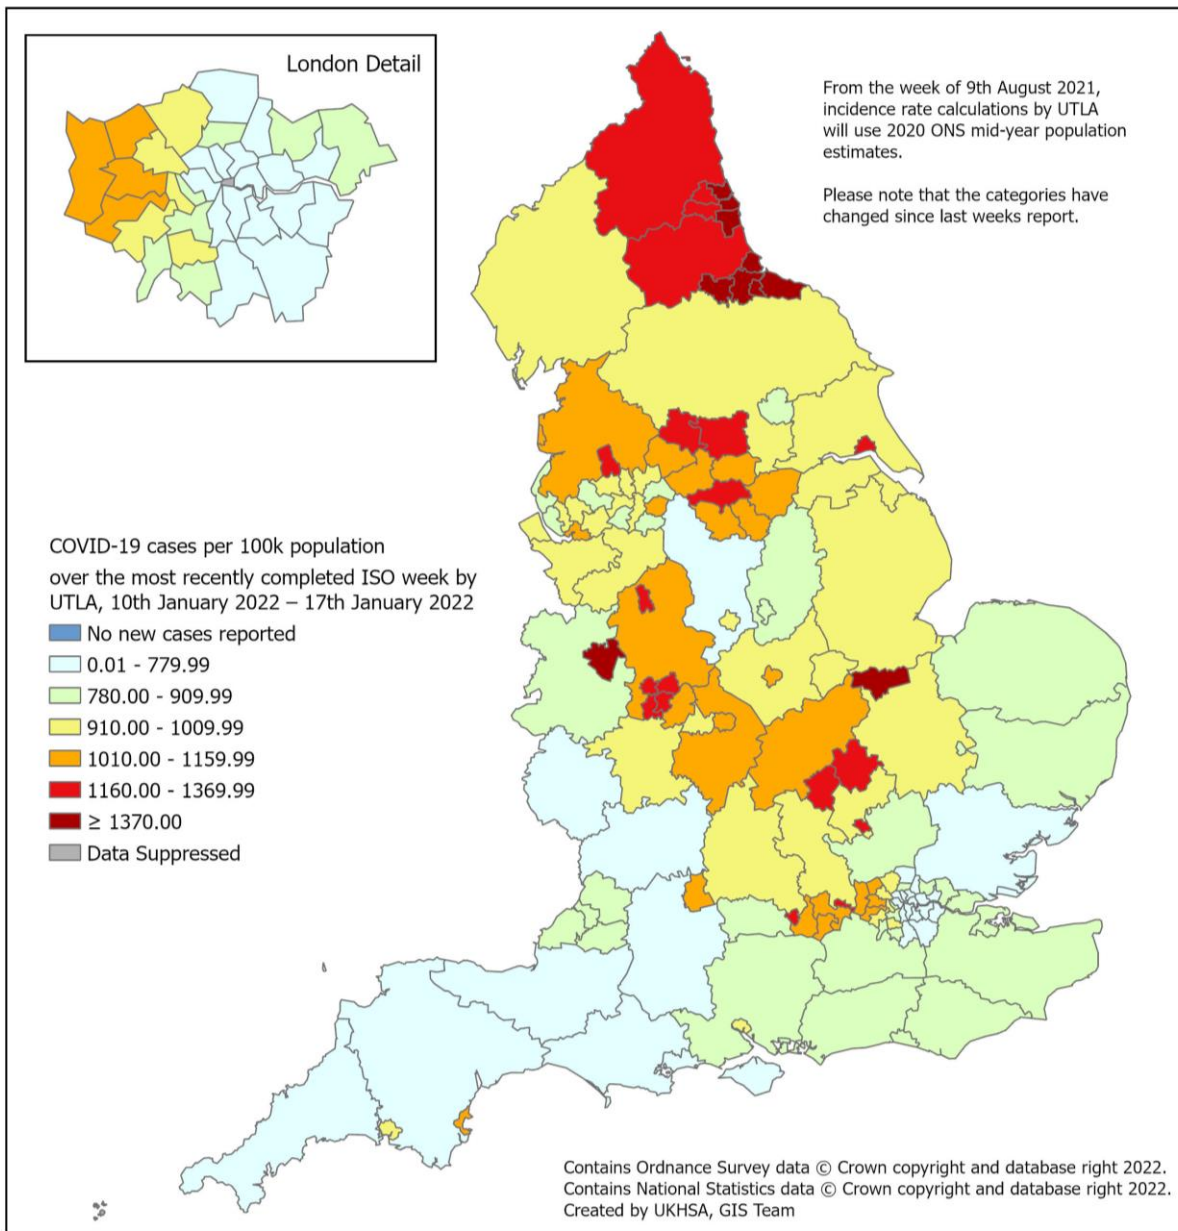 London Detail
From the week of 9th August 2021,
incidence rate calculations by UTLA
will use 2020 ONS mid-year population
estimates.
Please note that the categories have
changed since last weeks report.
COVID-19 cases per 100k population
over the most recently completed ISO week by
UTLA, 10th January 2022 – 17th January 2022
No new cases reported
0.01 - 779.99
780.00 - 909.99
910.00 - 1009.99
1010.00 - 1159.99
1160.00 - 1369.99
≥ 1370.00
Data Suppressed
Contains Ordnance Survey data © Crown copyright and database right 2022.
Contains National Statistics data © Crown copyright and database right 2022.
Created by UKHSA, GIS Team